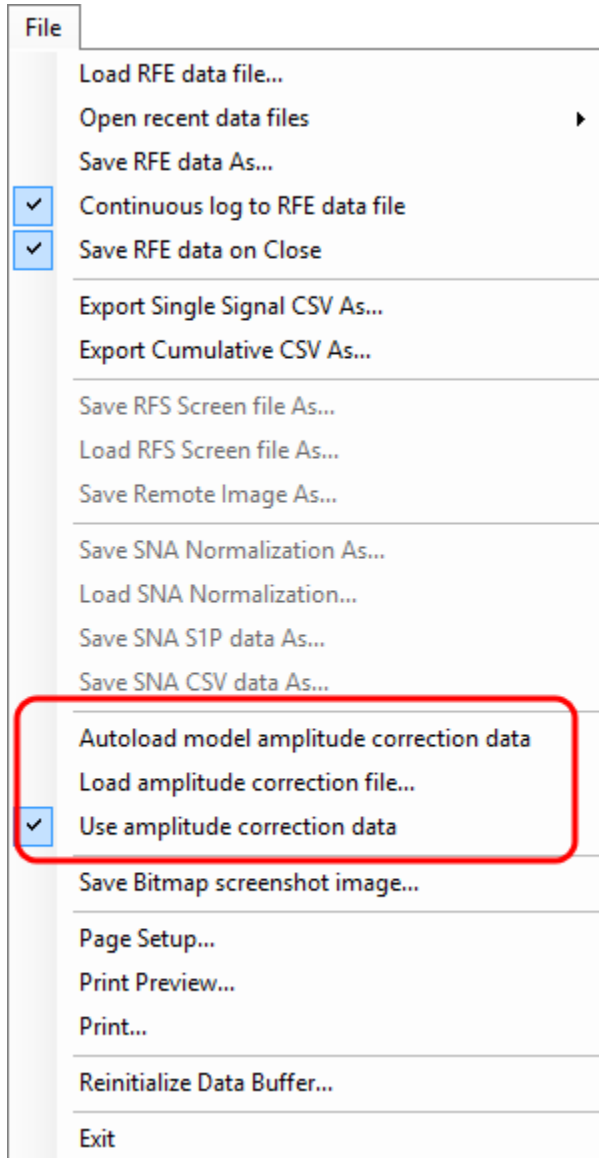 File
Load RFE data file...
Open recent data files
Save RFE data As...
Continuous log to RFE data file
Save RFE data on Close
Export Single Signal CSV As...
Export Cumulative CSV As...
Save RFS Screen file As...
Load RFS Screen file As...
Save Remote Image As...
Save SNA Normalization As...
Load SNA Normalization...
Save SNA S1P data As...
Save SNA CSV data As...
Autoload model amplitude correction data
Load amplitude correction file...
Use amplitude correction data
Save Bitmap screenshot image...
Page Setup...
Print Preview...
Print...
Reinitialize Data Buffer...
Exit